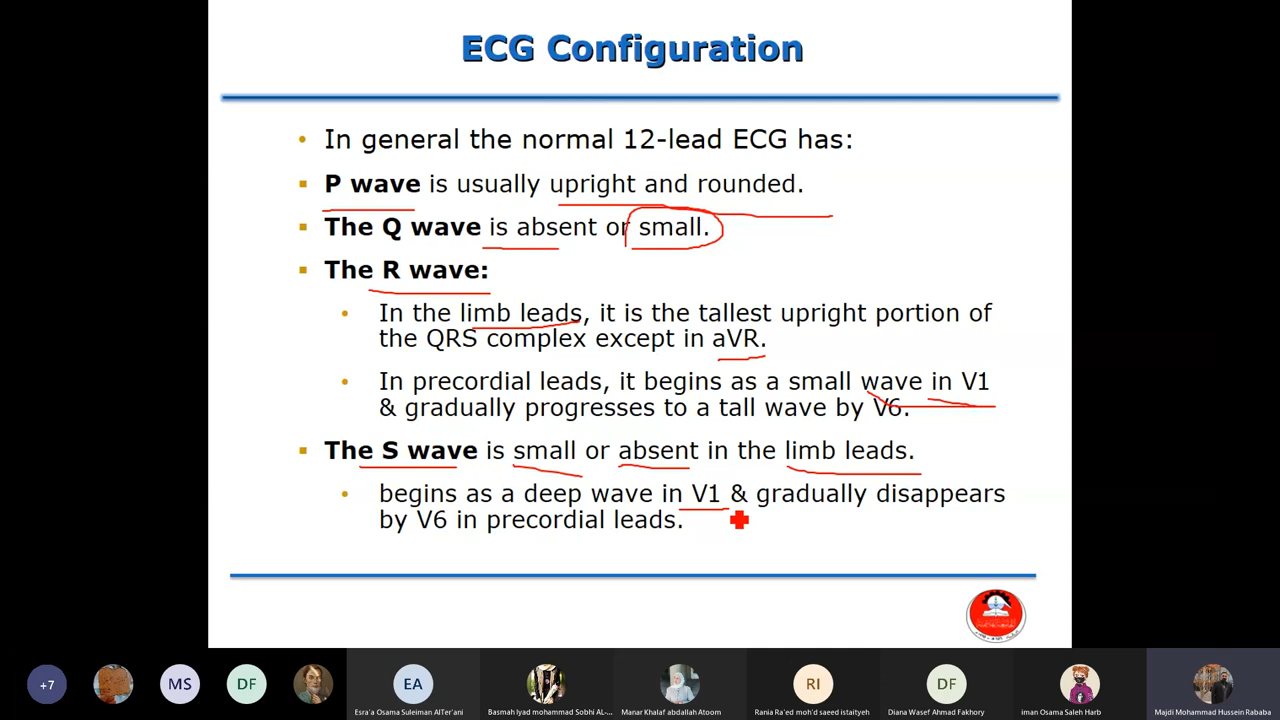 ECG Configuration
• In general the normal 12-lead ECG has:
▪ P wave is usually upright and rounded.
▪ The Q wave is absent or small.
▪ The R wave:
• In the limb leads, it is the tallest upright portion of
the QRS complex except in aVR.
• In precordial leads, it begins as a small wave in V1
& gradually progresses to a tall wave by V6.
▪ The S wave is small or absent in the limb leads.
• begins as a deep wave in V1 & gradually disappears
by V6 in precordial leads.
+7
MS
DF
EA
RI
DF
Esra'a Osama Suleiman AlTer'ani
Basmah Iyad mohammad Sobhi AL-...
Manar Khalaf abdallah Atoom
Rania Ra'ed moh'd saeed istaityeh
Diana Wasef Ahmad Fakhory
iman Osama Saleh Harb
Majdi Mohammad Hussein Rababa